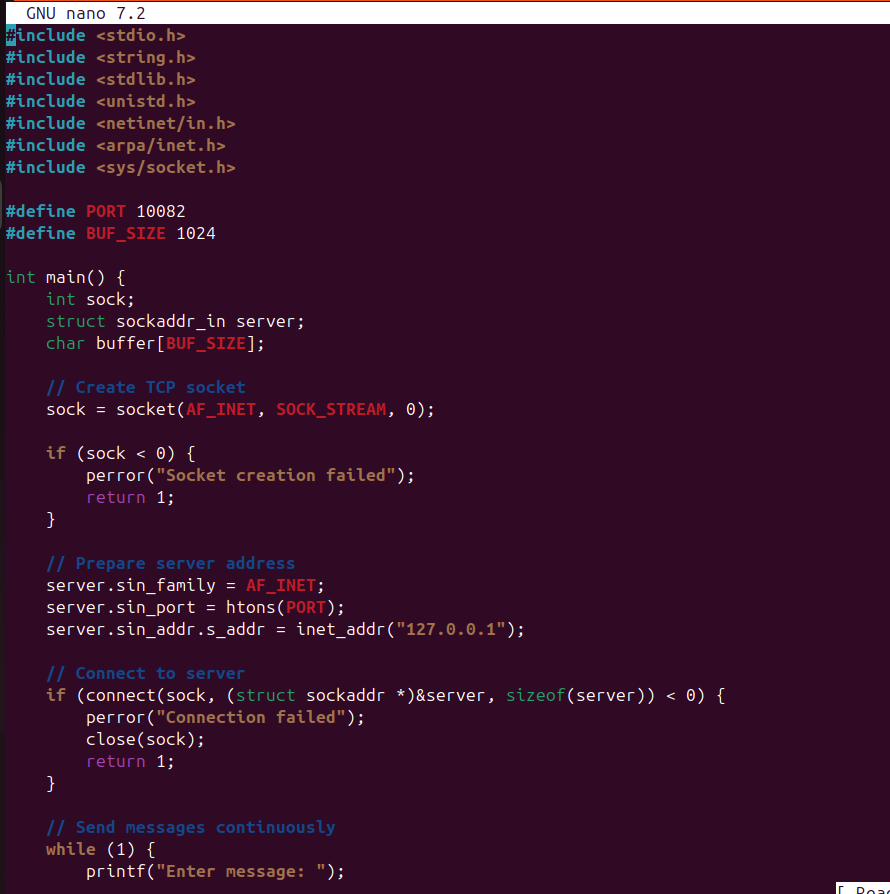 GNU nano 7.2
#include <stdio.h>
#include <string.h>
#include <stdlib.h>
#include <unistd.h>
#include <netinet/in.h>
#include <arpa/inet.h>
#include <sys/socket.h>

#define PORT 10082
#define BUF_SIZE 1024

int main() {
    int sock;
    struct sockaddr_in server;
    char buffer[BUF_SIZE];

    // Create TCP socket
    sock = socket(AF_INET, SOCK_STREAM, 0);

    if (sock < 0) {
        perror("Socket creation failed");
        return 1;
    }

    // Prepare server address
    server.sin_family = AF_INET;
    server.sin_port = htons(PORT);
    server.sin_addr.s_addr = inet_addr("127.0.0.1");

    // Connect to server
    if (connect(sock, (struct sockaddr *)&server, sizeof(server)) < 0) {
        perror("Connection failed");
        close(sock);
        return 1;
    }

    // Send messages continuously
    while (1) {
        printf("Enter message: ");